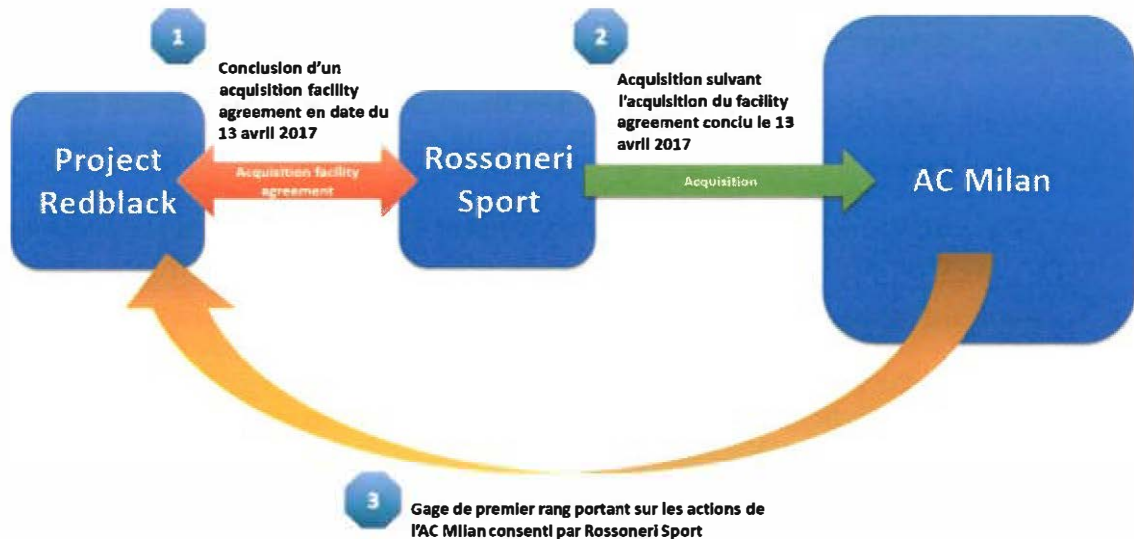 1
Conclusion d'un
acquisition facility
agreement en date du
13 avril 2017
2
Acquisition suivant
l'acquisition du facility
agreement conclu le 13
avril 2017
Project
Redblack
Acquisition facility
agreement
Rossoneri
Sport
Acquisition
AC Milan
3
Gage de premier rang portant sur les actions de
l'AC Milan consenti par Rossoneri Sport